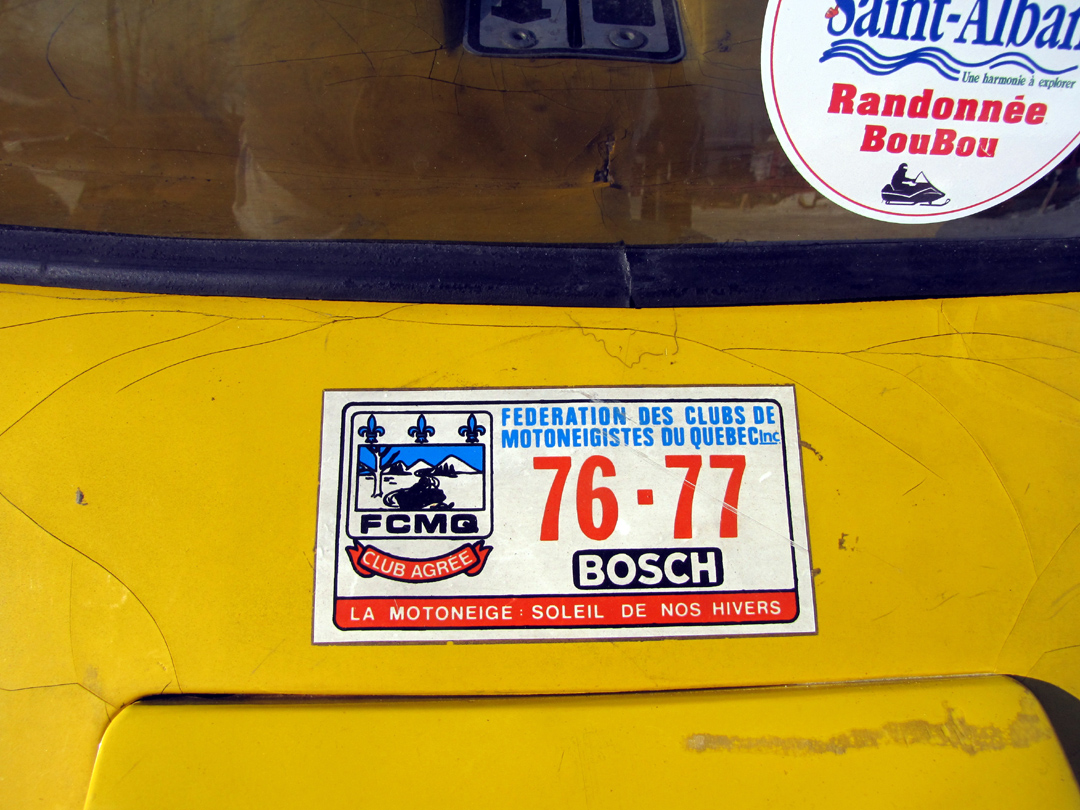 Saint-Alban
Une harmonie à explorer
Randonnée
BouBou
FEDERATION DES CLUBS DE
MOTONEIGISTES DU QUEBEC Inc.
76-77
FCMQ
CLUB AGRÉE
BOSCH
LA MOTONEIGE : SOLEIL DE NOS HIVERS